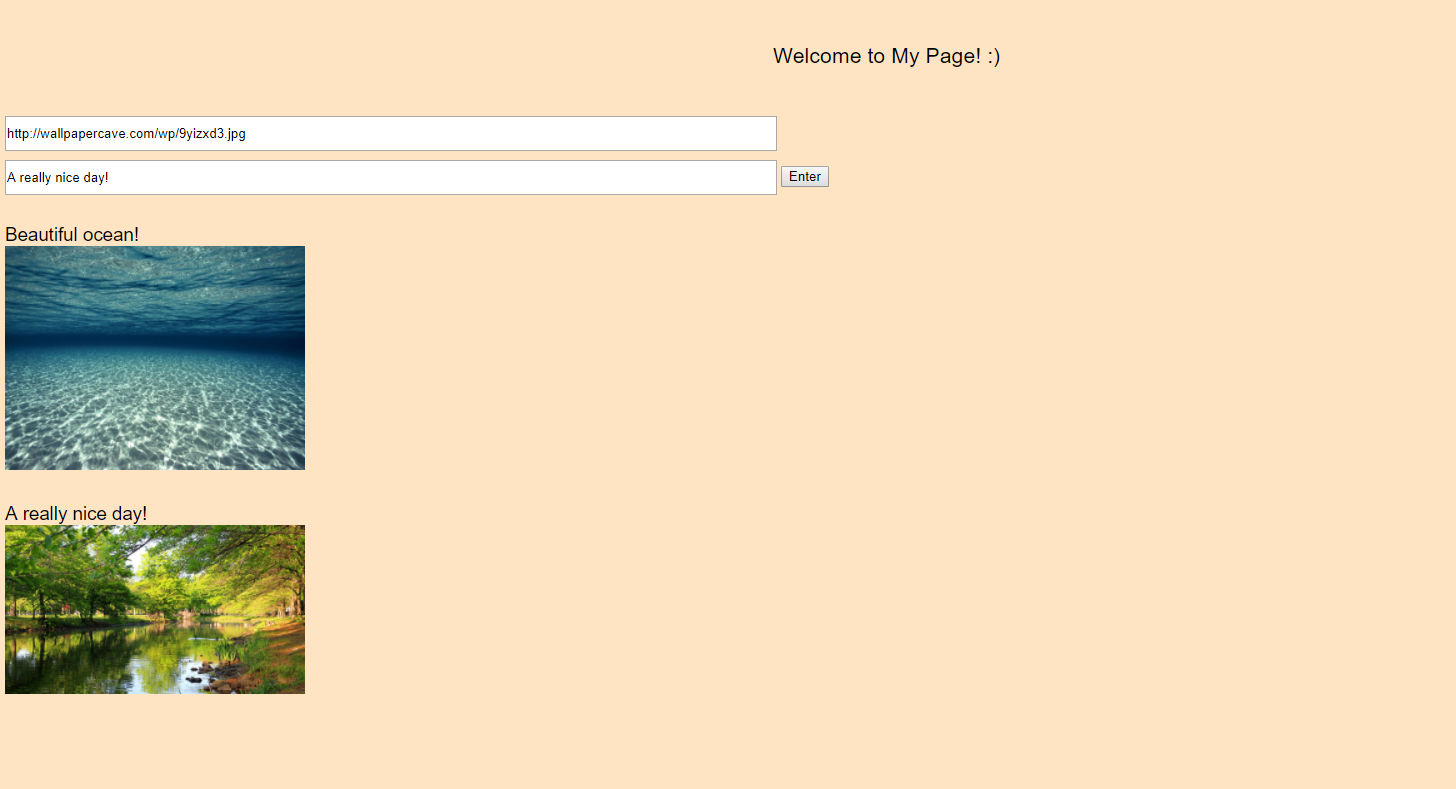 Welcome to My Page! :)
http://wallpapercave.com/wp/9yizxd3.jpg
A really nice day!
Enter
Beautiful ocean!
A really nice day!